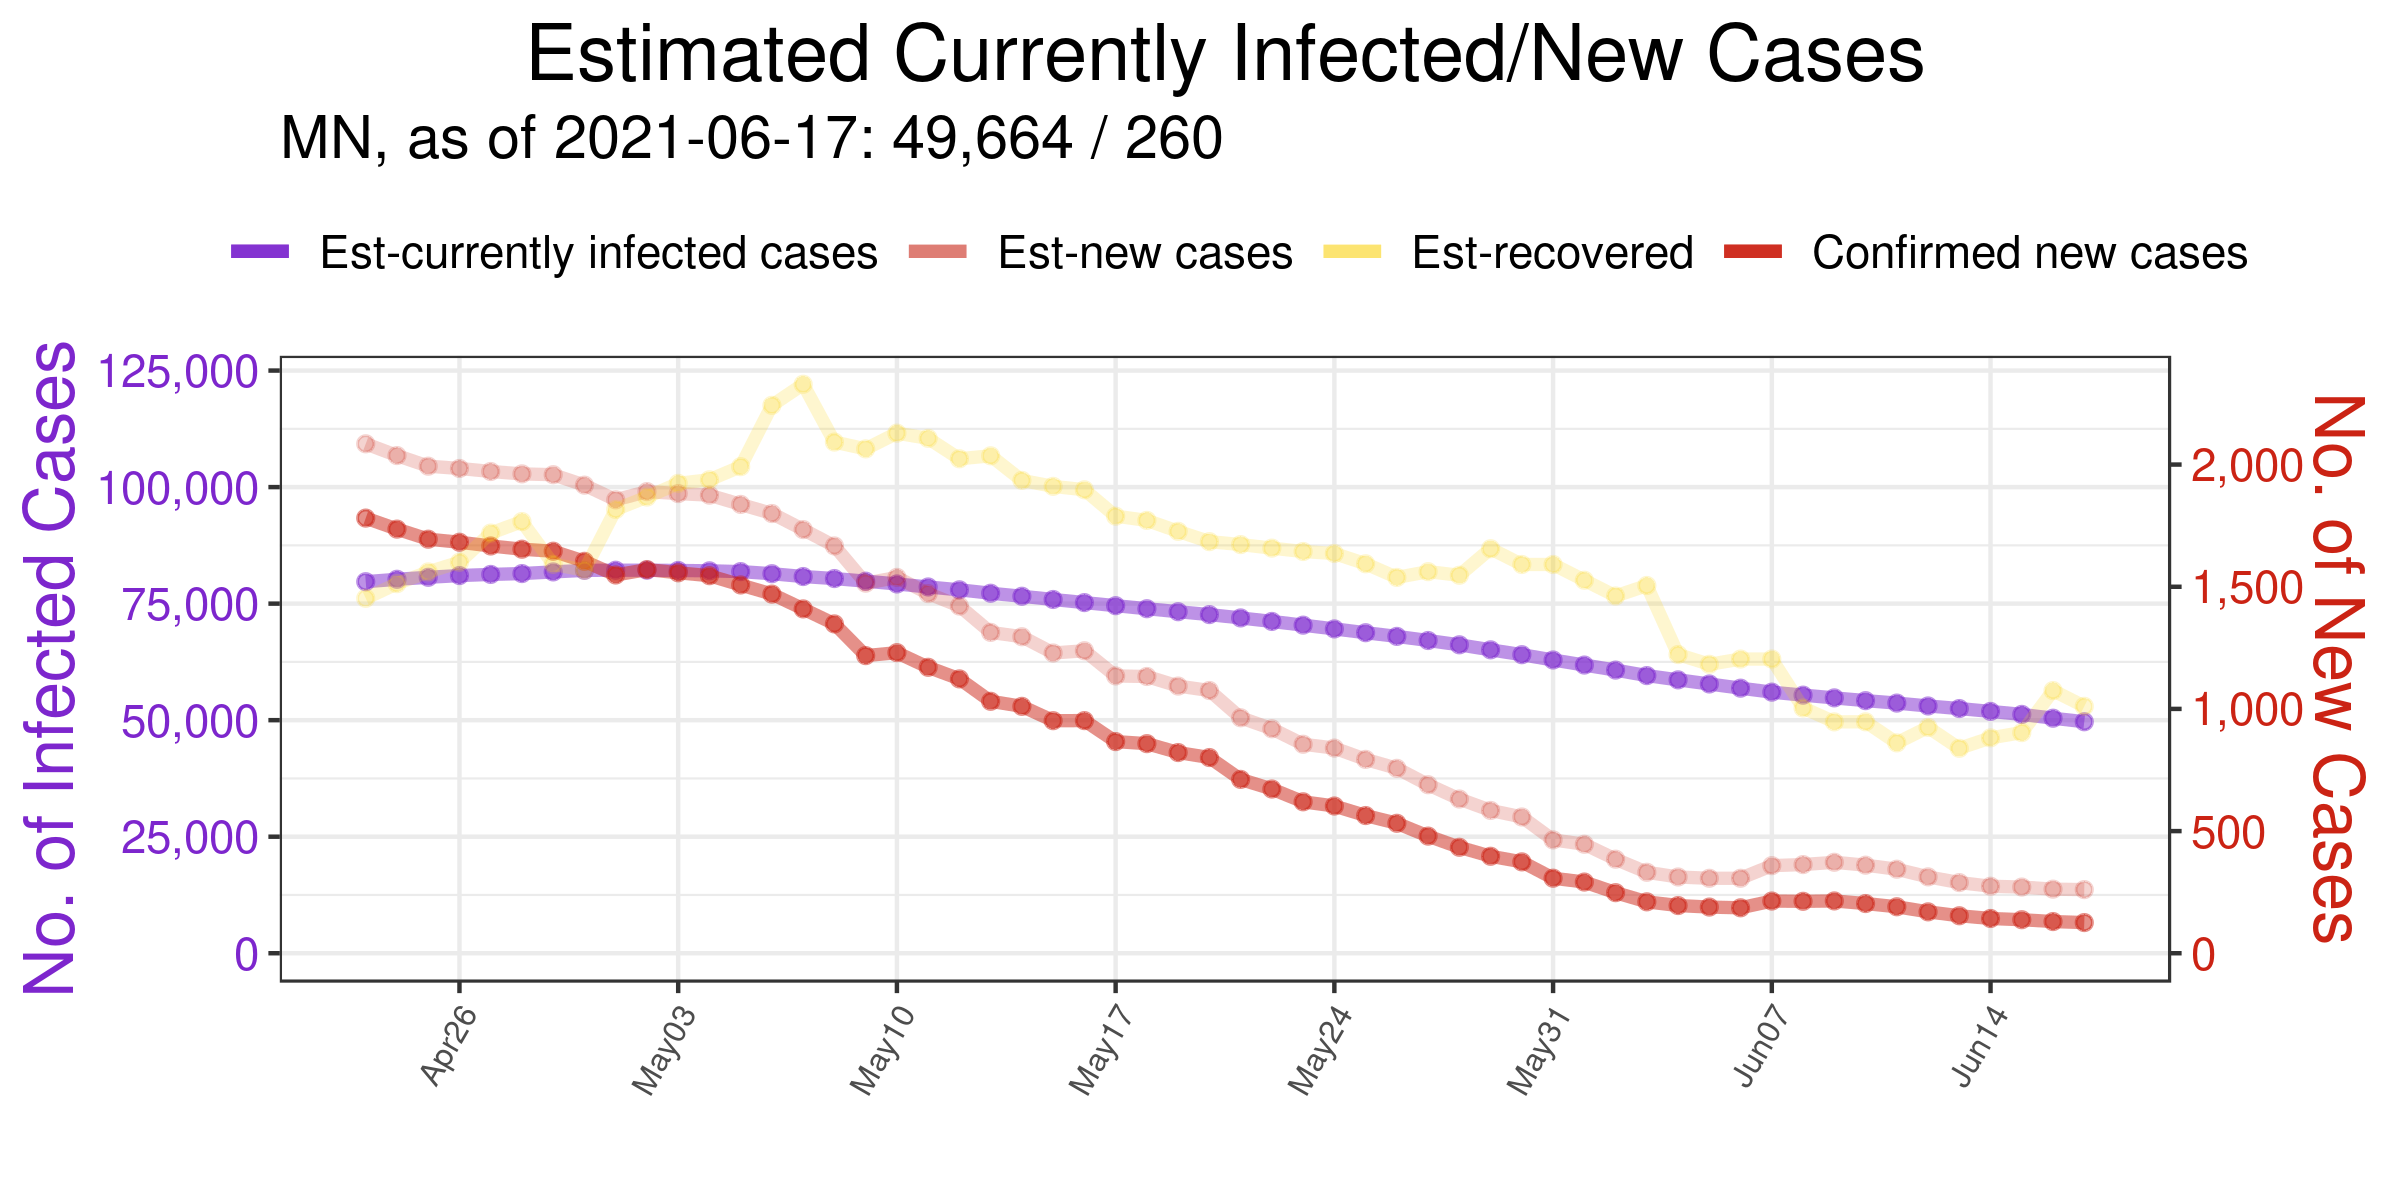 Estimated Currently Infected/New Cases
MN, as of 2021-06-17: 49,664 / 260
Est-currently infected cases Est-new cases Est-recovered Confirmed new cases
No. of Infected Cases
125,000
100,000
75,000
50,000
25,000
0
2,000
1,500
1,000
500
0
No. of New Cases
Apr26 May03 May10 May17 May24 May31 Jun07 Jun14